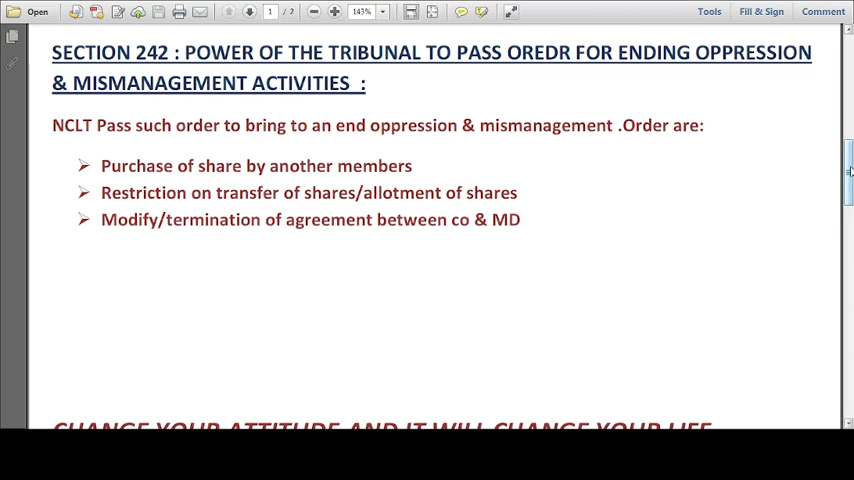 Open
1
/ 2
143%
Tools
Fill & Sign
Comment
SECTION 242 : POWER OF THE TRIBUNAL TO PASS OREDR FOR ENDING OPPRESSION
& MISMANAGEMENT ACTIVITIES :
NCLT Pass such order to bring to an end oppression & mismanagement .Order are:
Purchase of share by another members
Restriction on transfer of shares/allotment of shares
Modify/termination of agreement between co & MD
CHANGE YOUR ATTITUDE AND IT WILL CHANGE YOUR LIFE